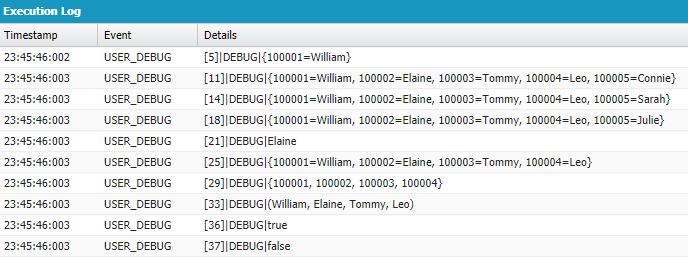 Execution Log
Timestamp Event Details
23:45:46:002 USER_DEBUG [5]|DEBUG|{100001=William}
23:45:46:003 USER_DEBUG [11]|DEBUG|{100001=William, 100002=Elaine, 100003=Tommy, 100004=Leo, 100005=Connie}
23:45:46:003 USER_DEBUG [14]|DEBUG|{100001=William, 100002=Elaine, 100003=Tommy, 100004=Leo, 100005=Sarah}
23:45:46:003 USER_DEBUG [18]|DEBUG|{100001=William, 100002=Elaine, 100003=Tommy, 100004=Leo, 100005=Julie}
23:45:46:003 USER_DEBUG [21]|DEBUG|Elaine
23:45:46:003 USER_DEBUG [25]|DEBUG|{100001=William, 100002=Elaine, 100003=Tommy, 100004=Leo}
23:45:46:003 USER_DEBUG [29]|DEBUG|{100001, 100002, 100003, 100004}
23:45:46:003 USER_DEBUG [33]|DEBUG|(William, Elaine, Tommy, Leo)
23:45:46:003 USER_DEBUG [36]|DEBUG|true
23:45:46:003 USER_DEBUG [37]|DEBUG|false